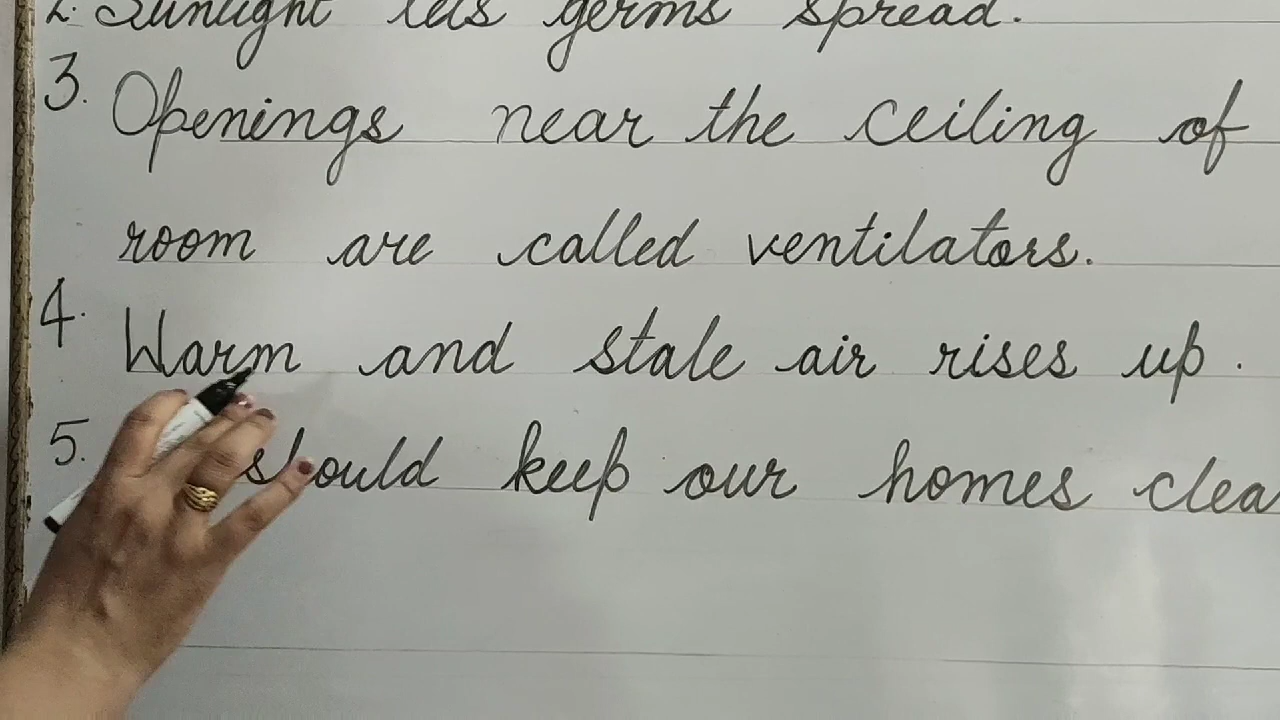 2. Sunlight lets germs spread.
3. Openings near the ceiling of
room are called ventilators.
4. Warm and stale air rises up.
5. should keep our homes clea